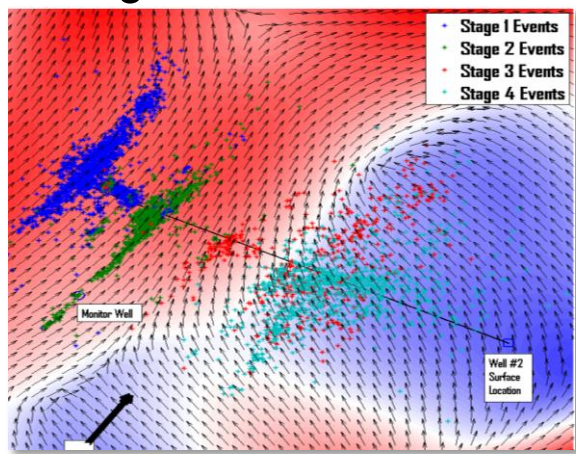 Stage 1 Events
Stage 2 Events
Stage 3 Events
Stage 4 Events
Monitor Well
Well #2
Surface
Location